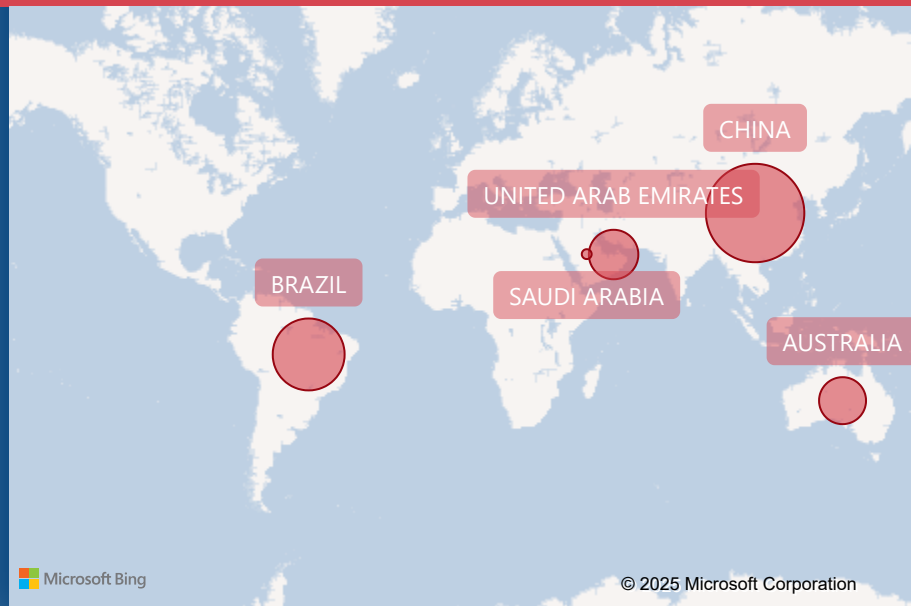 CHINA
UNITED ARAB EMIRATES
BRAZIL
SAUDI ARABIA
AUSTRALIA
Microsoft Bing
© 2025 Microsoft Corporation